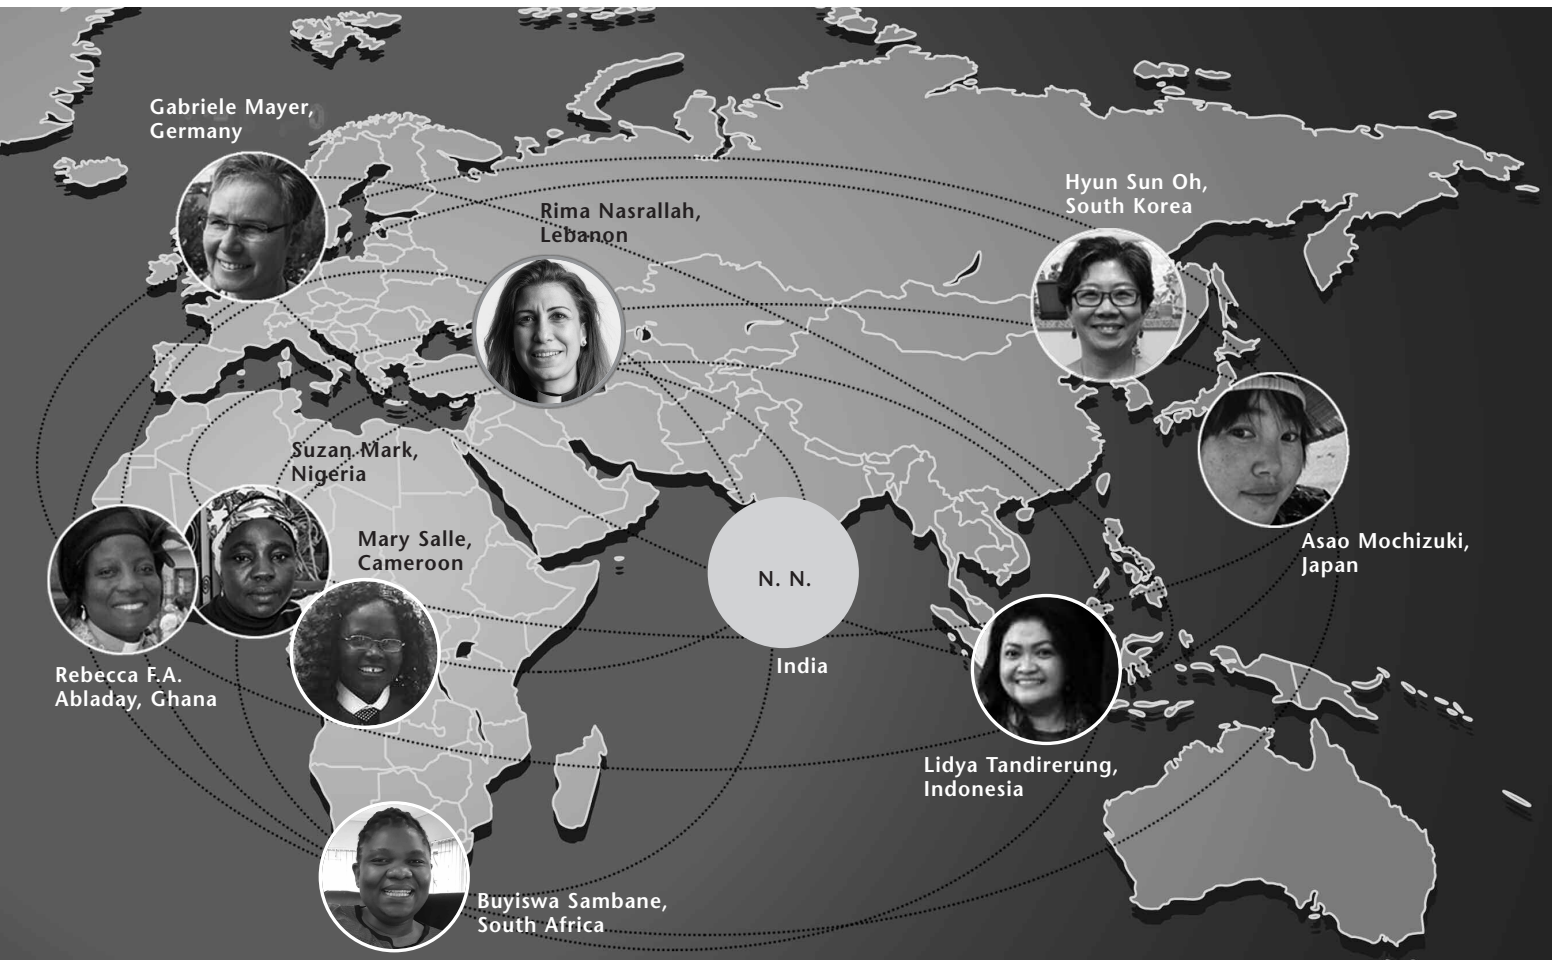 Gabriele Mayer,
Germany
Hyun Sun Oh,
South Korea
Rima Nasrallah,
Lebanon
Suzan Mark,
Nigeria
Mary Salle,
Cameroon
Asao Mochizuki,
Japan
N. N.
India
Rebecca F.A.
Abladay, Ghana
Lidya Tandirerung,
Indonesia
Buyiswa Sambane,
South Africa